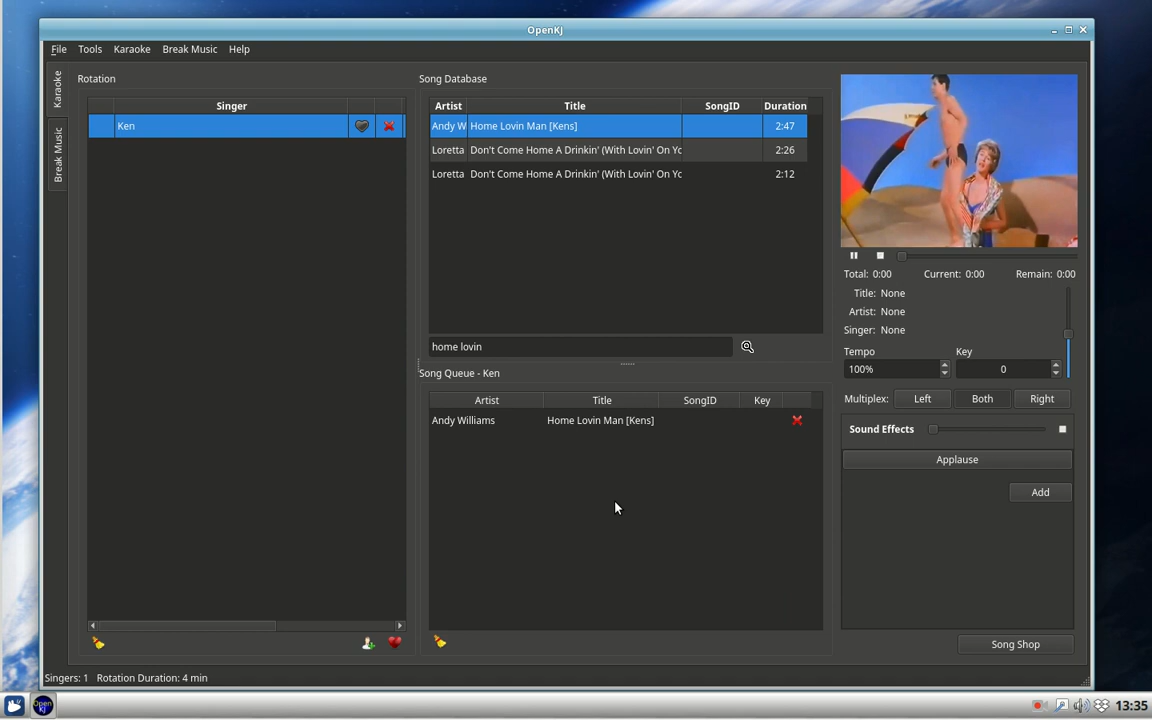 OpenKJ
File Tools Karaoke Break Music Help
Karaoke
Break Music
Rotation
Singer
Ken
Singers: 1 Rotation Duration: 4 min
Song Database
Artist Title SongID Duration
Andy W Home Lovin Man [Kens] 2:47
Loretta Don't Come Home A Drinkin' (With Lovin' On Yo 2:26
Loretta Don't Come Home A Drinkin' (With Lovin' On Yo 2:12
home lovin
Song Queue - Ken
Artist Title SongID Key
Andy Williams Home Lovin Man [Kens]
Total: 0:00 Current: 0:00 Remain: 0:00
Title: None
Artist: None
Singer: None
Tempo Key
100% 0
Multiplex: Left Both Right
Sound Effects
Applause
Add
Song Shop
Open KJ
13:35